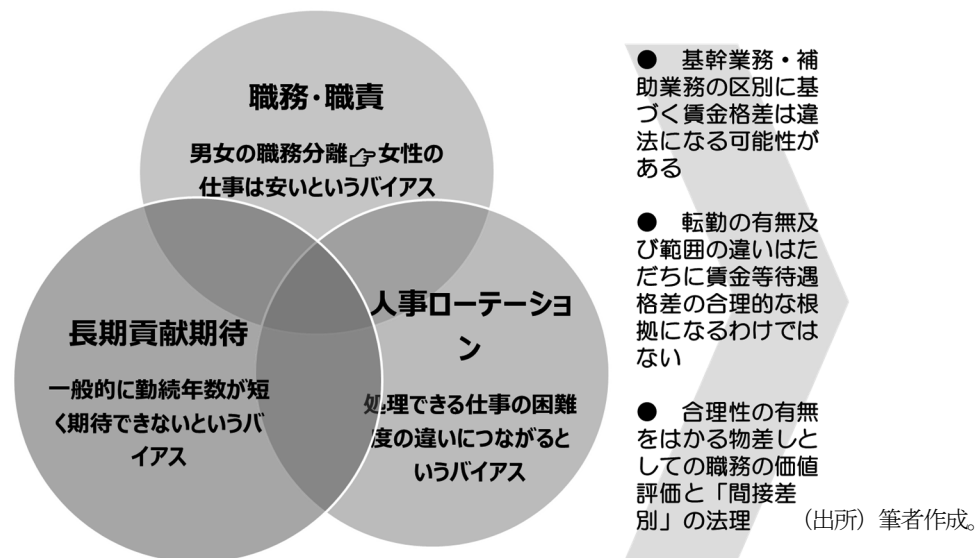 職務・職責
男女の職務分離☞女性の
仕事は安いというバイアス
長期貢献期待
一般的に勤続年数が短
く期待できないというバ
イアス
人事ローテーショ
ン
処理できる仕事の困難
度の違いにつながると
いうバイアス
● 基幹業務・補
助業務の区別に基
づく賃金格差は違
法になる可能性が
ある
● 転勤の有無及
び範囲の違いはた
だちに賃金等待遇
格差の合理的な根
拠になるわけでは
ない
● 合理性の有無
をはかる物差しと
しての職務の価値
評価と「間接差
別」の法理
（出所）筆者作成。